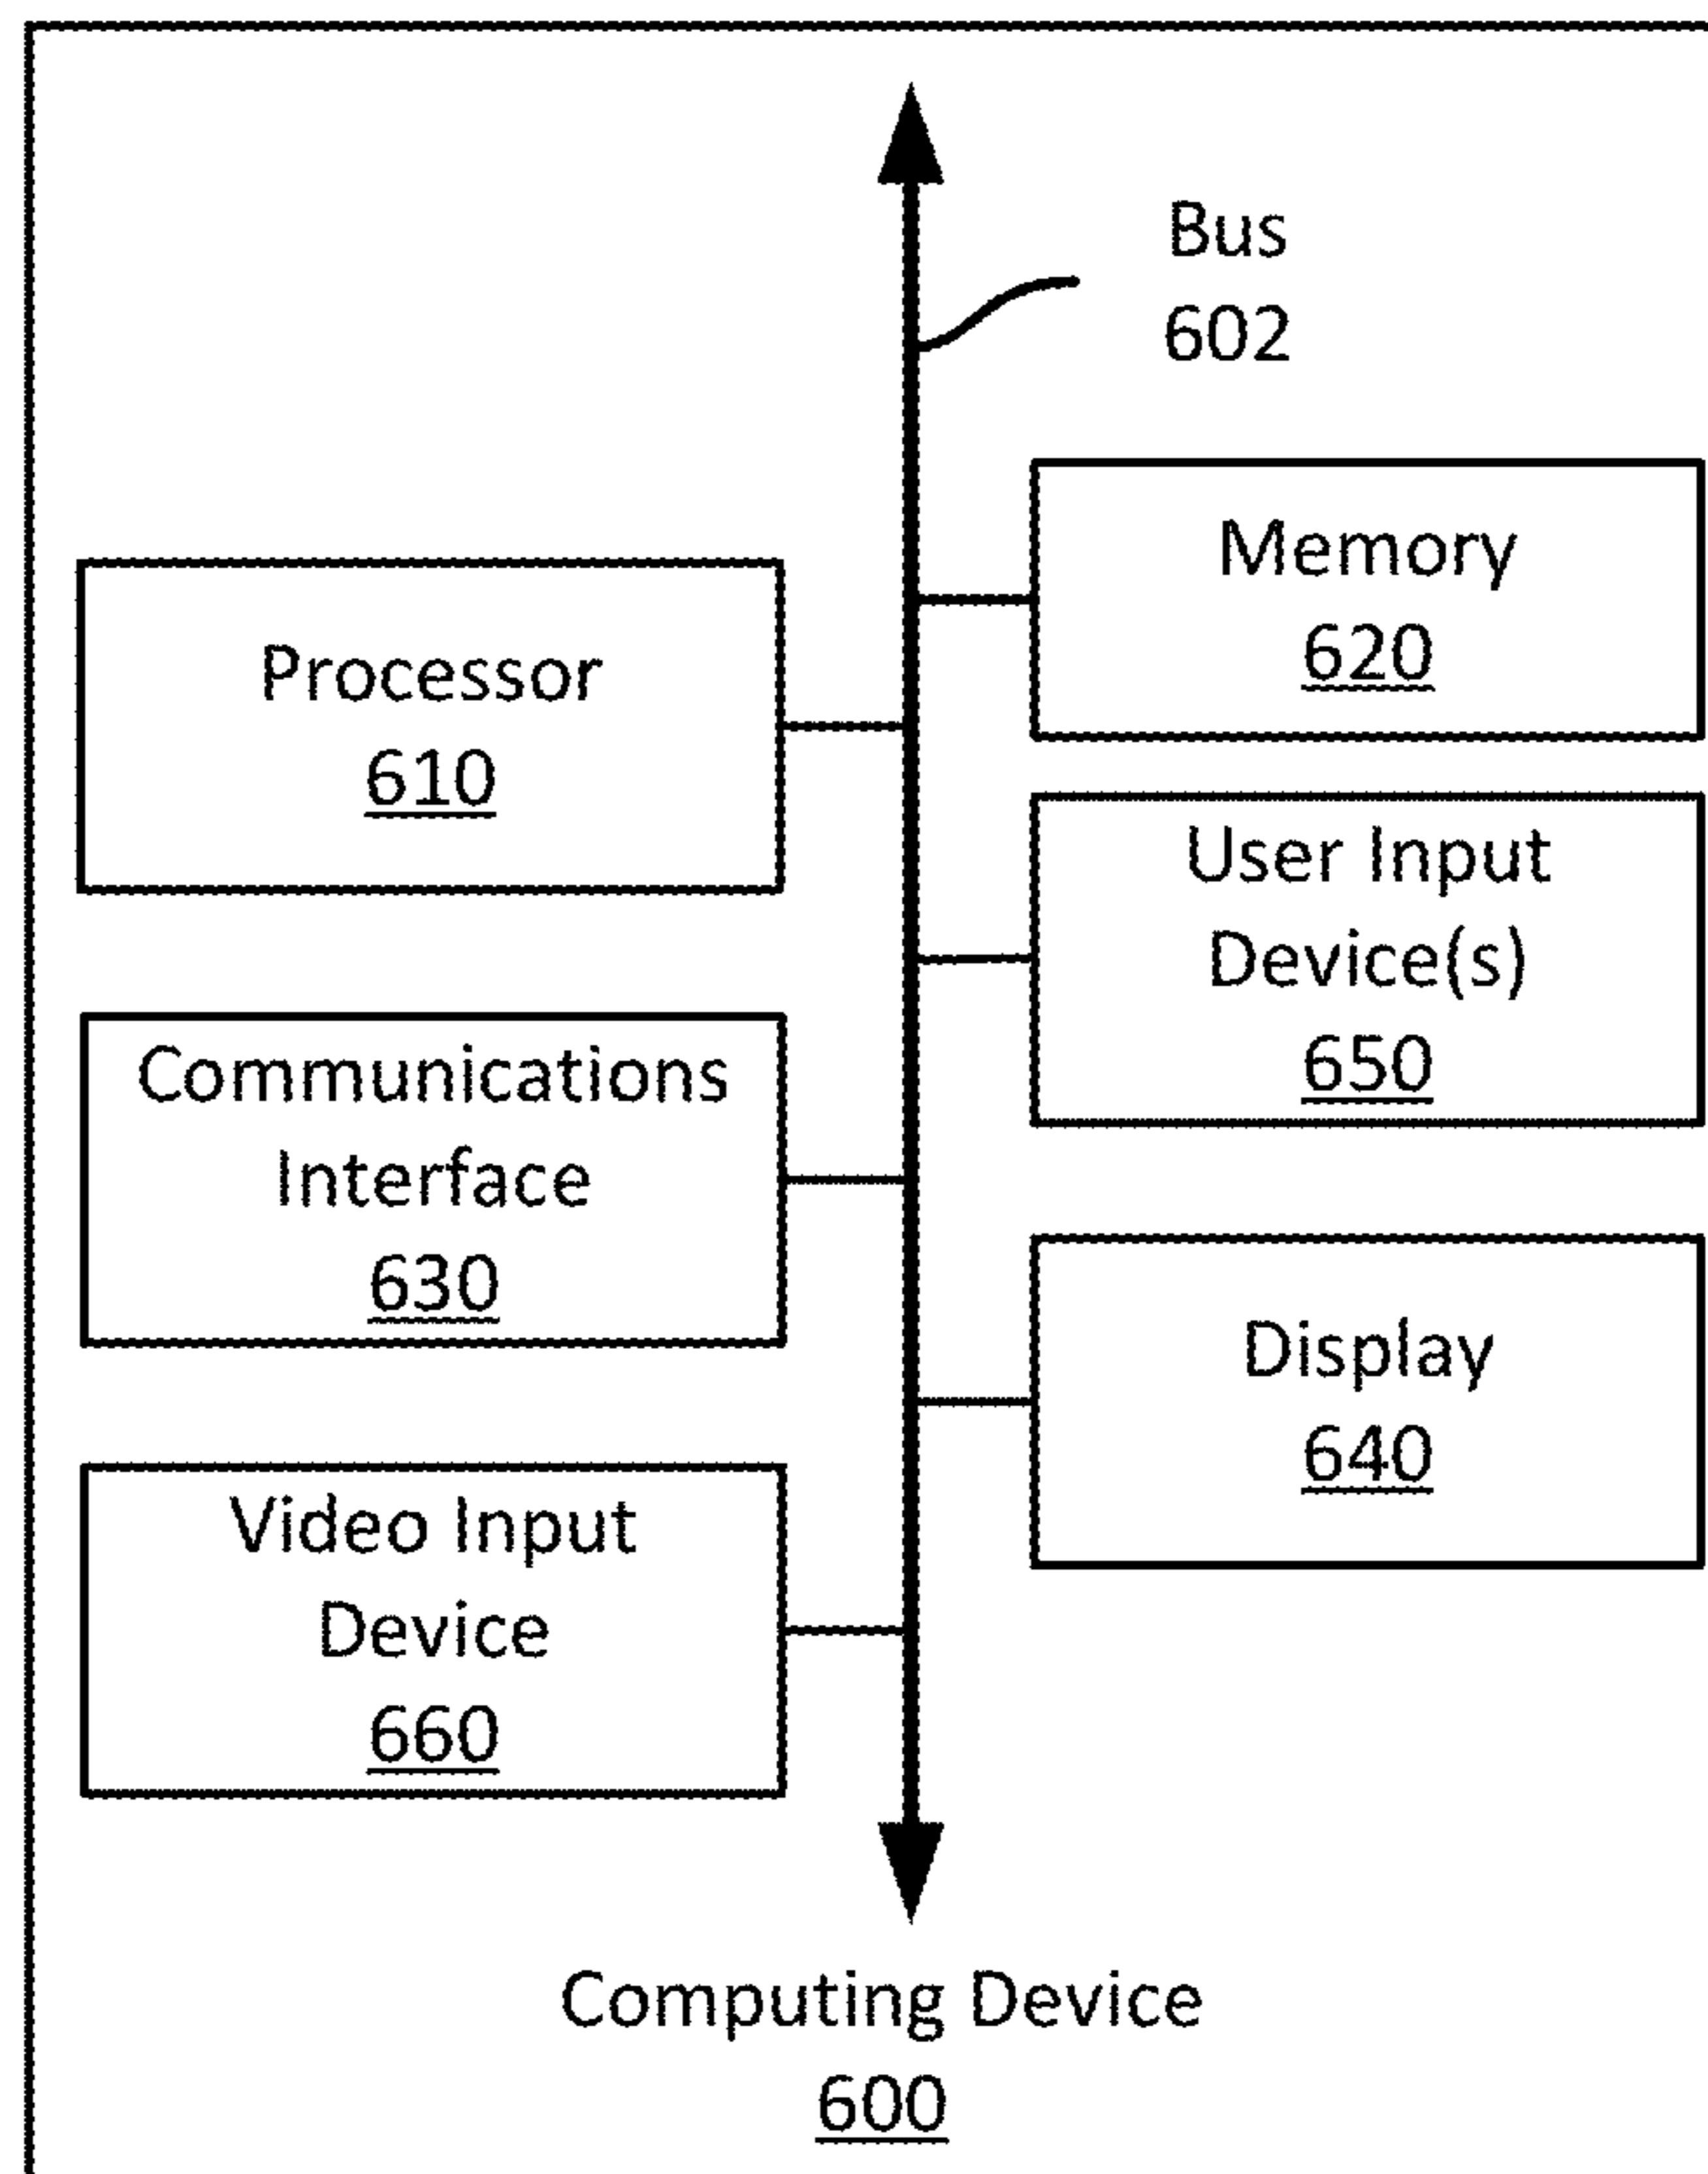 Bus
602
Memory
620
Processor
610
User Input
Device(s)
650
Communications
Interface
630
Display
640
Video Input
Device
660
Computing Device
600